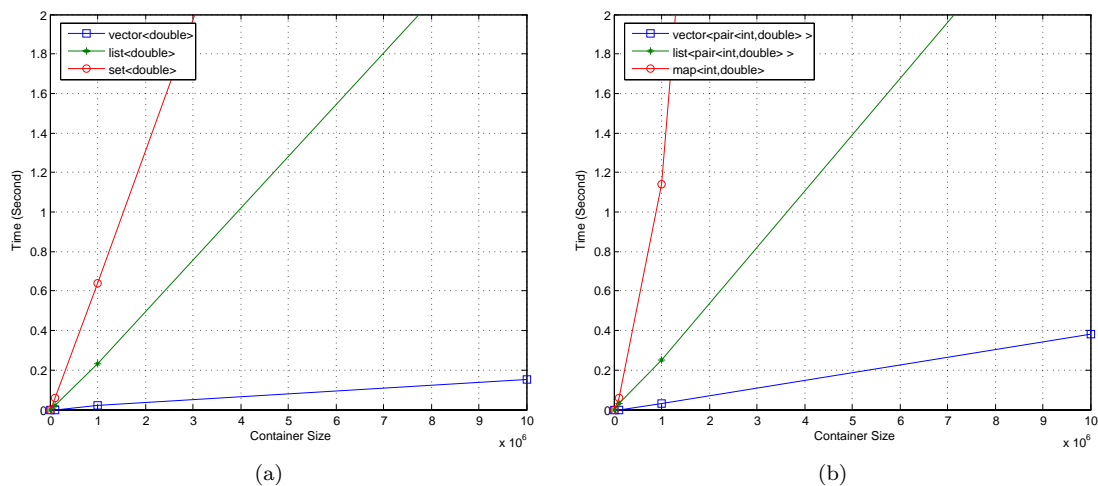 vector<double>
list<double>
set<double>
Time (Second)
2
1.8
1.6
1.4
1.2
1
0.8
0.6
0.4
0.2
0
0 1 2 3 4 5 6 7 8 9 10
Container Size
x 10^6
(a)
vector<pair<int,double> >
list<pair<int,double> >
map<int,double>
Time (Second)
2
1.8
1.6
1.4
1.2
1
0.8
0.6
0.4
0.2
0
0 1 2 3 4 5 6 7 8 9 10
Container Size
x 10^6
(b)